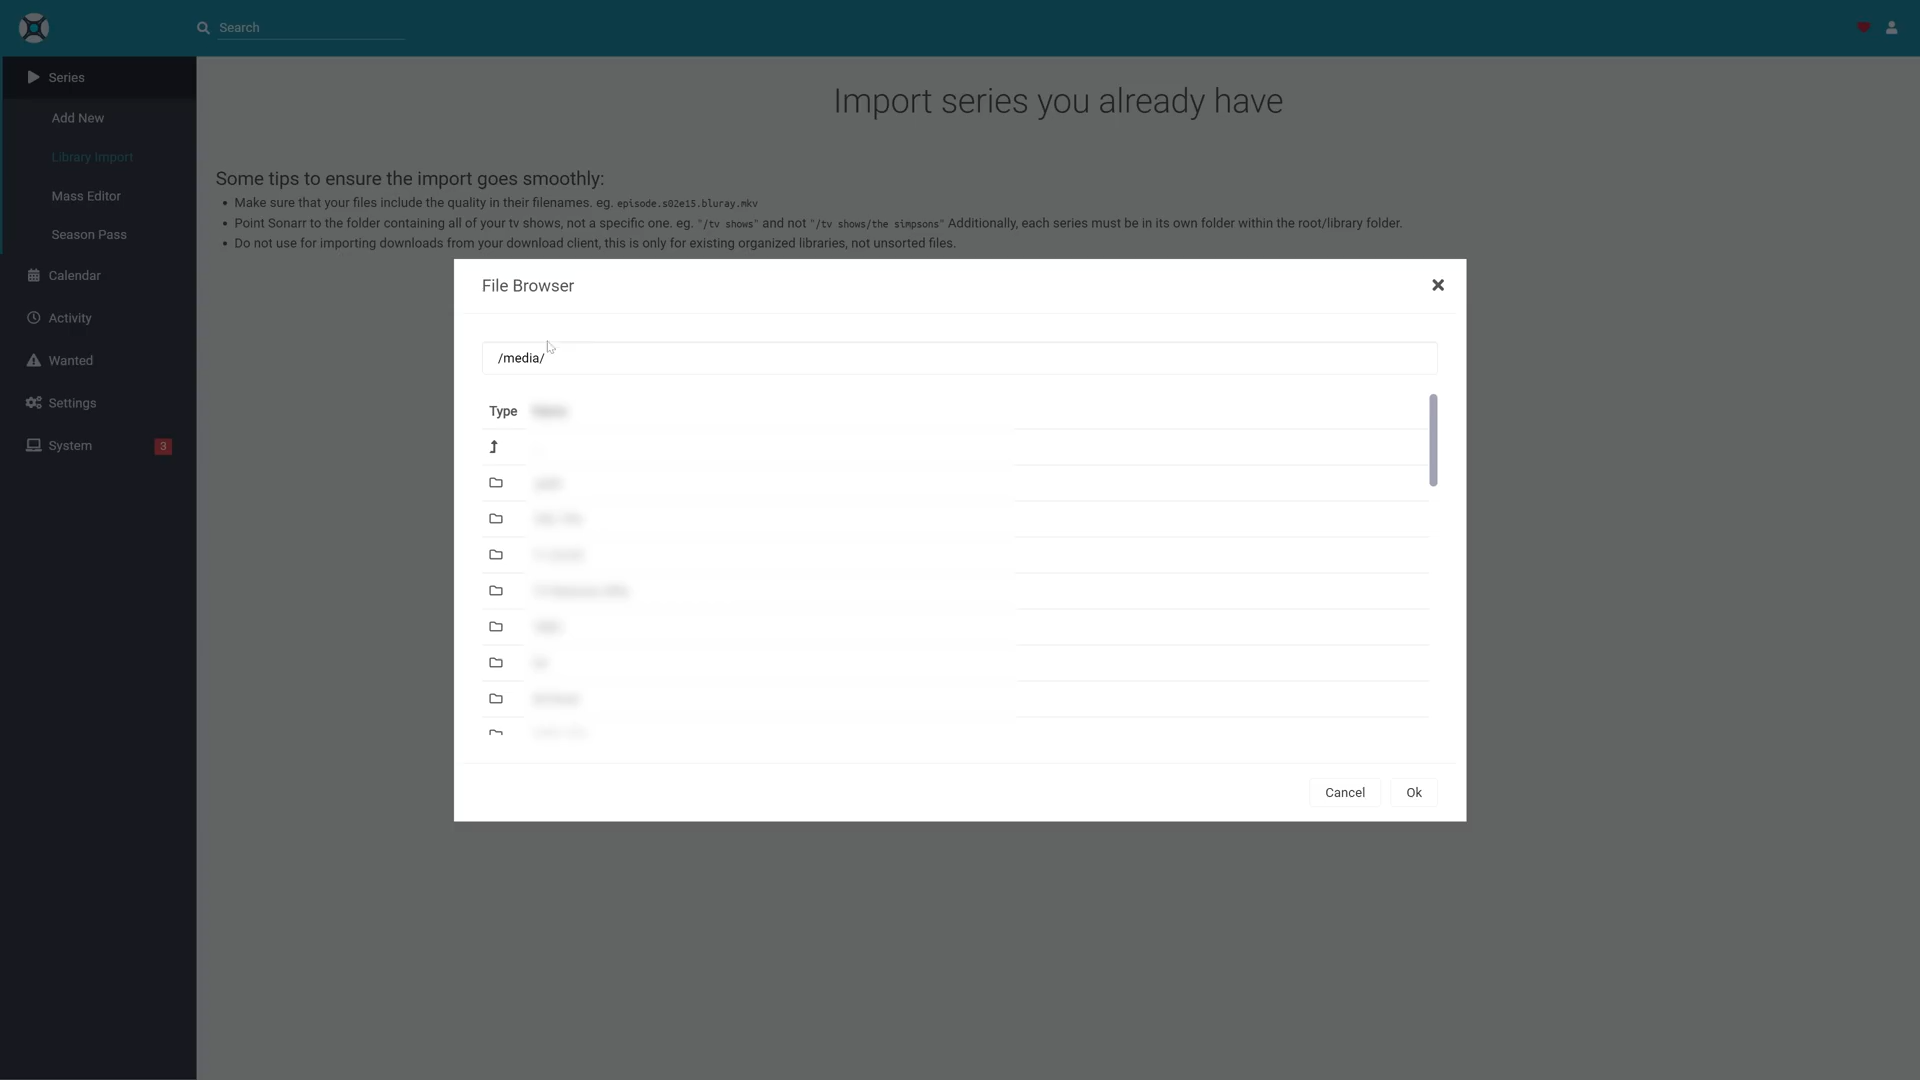 Search
Series
Add New
Library Import
Mass Editor
Season Pass
Calendar
Activity
Wanted
Settings
System
3
Import series you already have
Some tips to ensure the import goes smoothly:
• Make sure that your files include the quality in their filenames. eg. episode.s02e15.bluray.mkv
• Point Sonarr to the folder containing all of your tv shows, not a specific one. eg. "/tv shows" and not "/tv shows/the simpsons" Additionally, each series must be in its own folder within the root/library folder.
• Do not use for importing downloads from your download client, this is only for existing organized libraries, not unsorted files.
File Browser
/media/
Type
Cancel
Ok